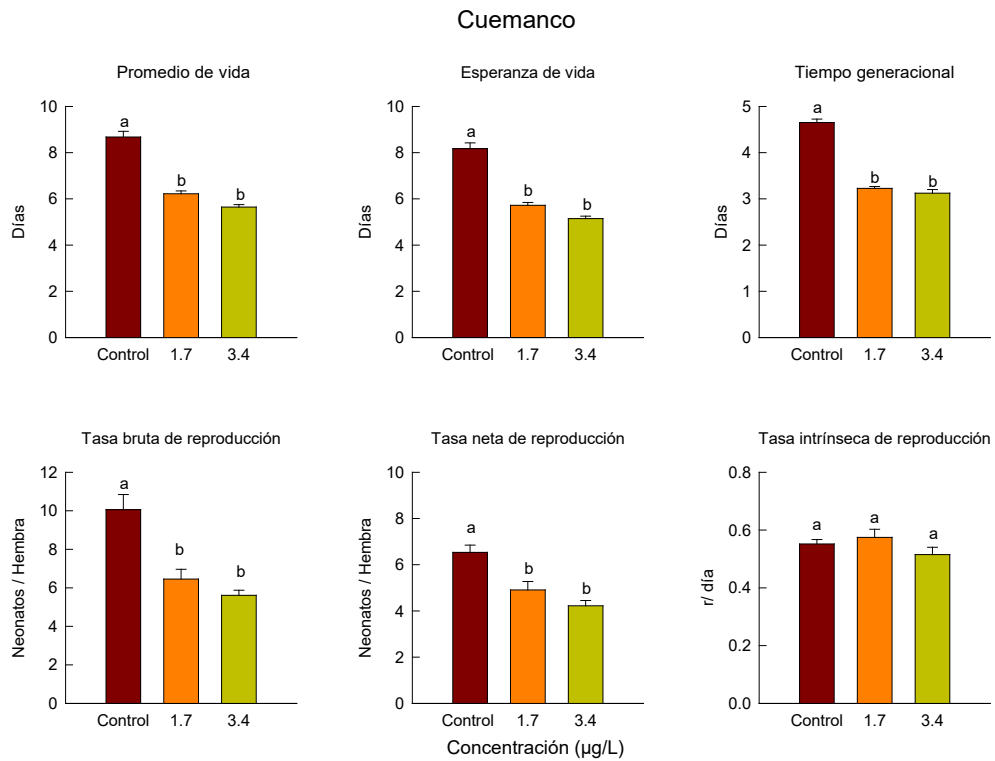 Cuemanco
Promedio de vida
10
8
6
4
2
0
Días
a
b
b
Control 1.7 3.4
Esperanza de vida
10
8
6
4
2
0
Días
a
b
b
Control 1.7 3.4
Tiempo generacional
5
4
3
2
1
0
Días
a
b
b
Control 1.7 3.4
Tasa bruta de reproducción
12
10
8
6
4
2
0
Neonatos / Hembra
a
b
b
Control 1.7 3.4
Tasa neta de reproducción
10
8
6
4
2
0
Neonatos / Hembra
a
b
b
Control 1.7 3.4
Tasa intrínseca de reproducción
0.8
0.6
0.4
0.2
0.0
r/ día
a
a
a
Control 1.7 3.4
Concentración (µg/L)